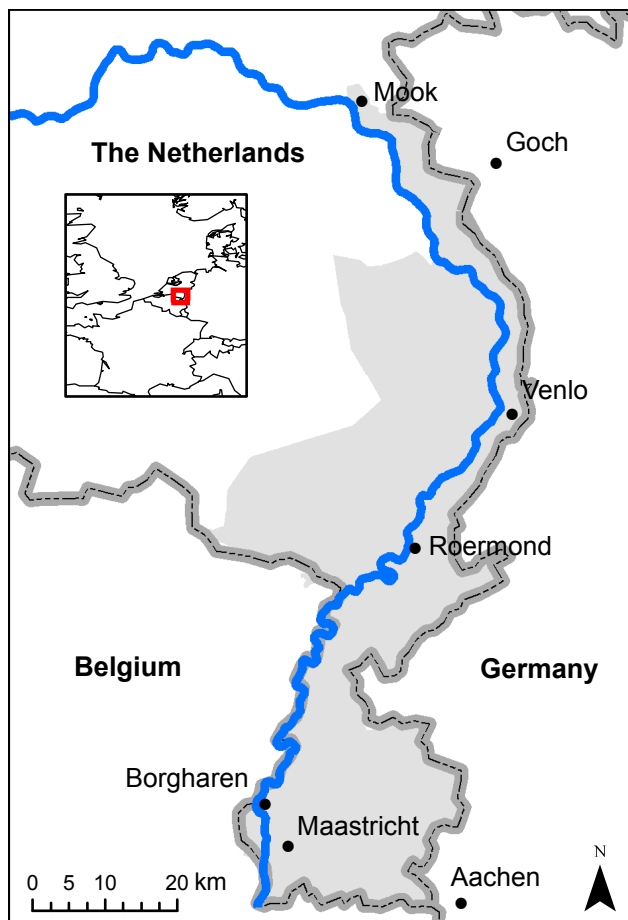 Mook
Goch
The Netherlands
Venlo
Roermond
Belgium
Germany
Borgharen
Maastricht
Aachen
N
0 5 10 20 km